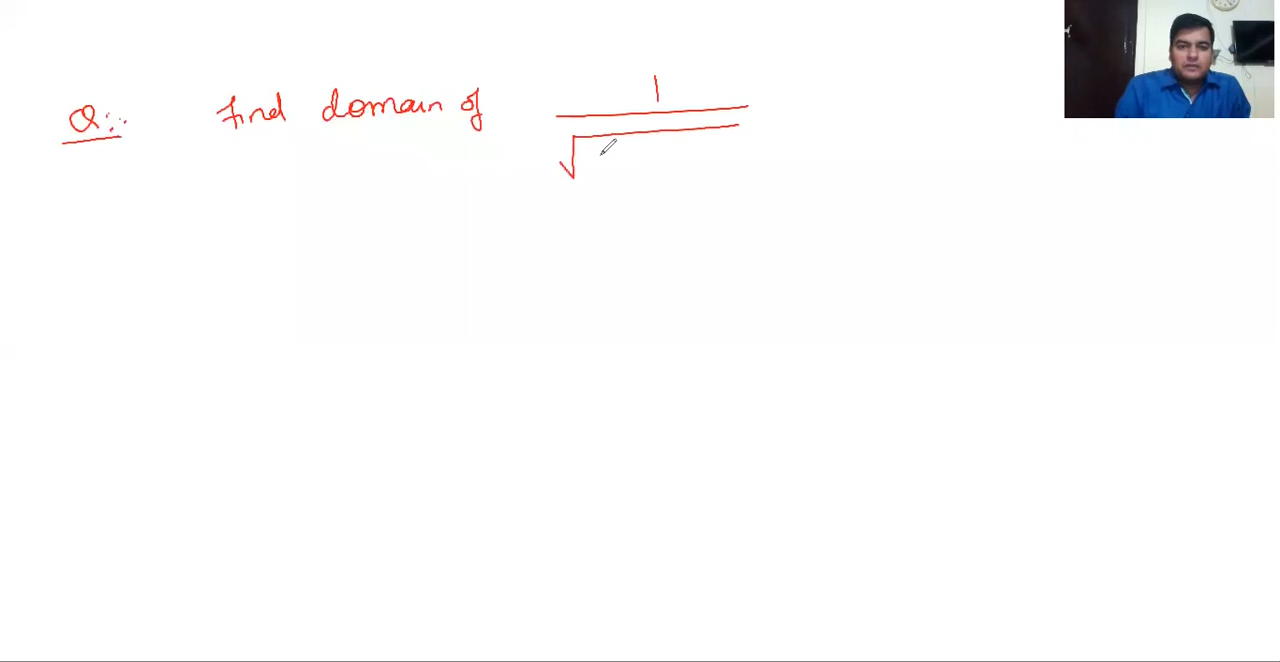 Q:. Find domain of 1/√